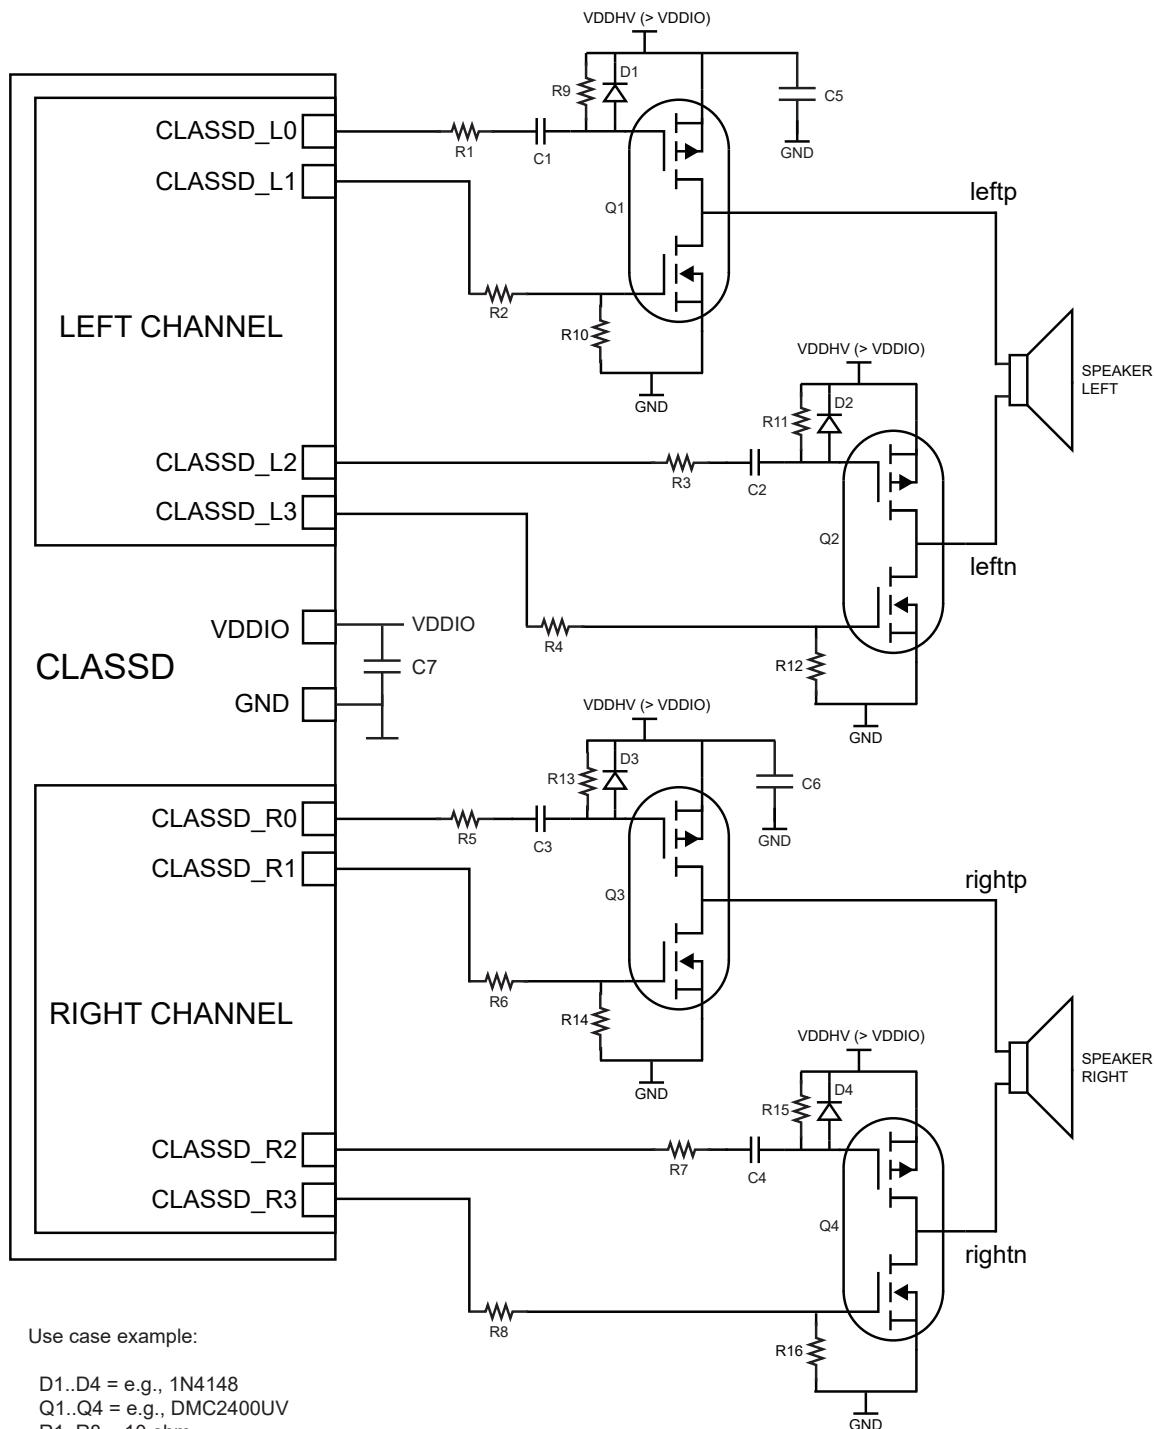 VDDHV (> VDDIO)
D1
R9
C5
CLASSD_L0
R1
C1
GND
CLASSD_L1
leftp
Q1
R2
LEFT CHANNEL
R10
VDDHV (> VDDIO)
SPEAKER
LEFT
GND
D2
R11
CLASSD_L2
R3
C2
CLASSD_L3
Q2
leftn
VDDIO
VDDIO
R4
CLASSD
C7
R12
GND
VDDHV (> VDDIO)
GND
D3
R13
C6
CLASSD_R0
R5
C3
GND
CLASSD_R1
rightp
Q3
R6
RIGHT CHANNEL
R14
VDDHV (> VDDIO)
SPEAKER
RIGHT
GND
D4
R15
CLASSD_R2
R7
C4
CLASSD_R3
Q4
rightn
R8
Use case example:
R16
D1..D4 = e.g., 1N4148
Q1..Q4 = e.g., DMC2400UV
R1..R8 = 10 ohm
GND